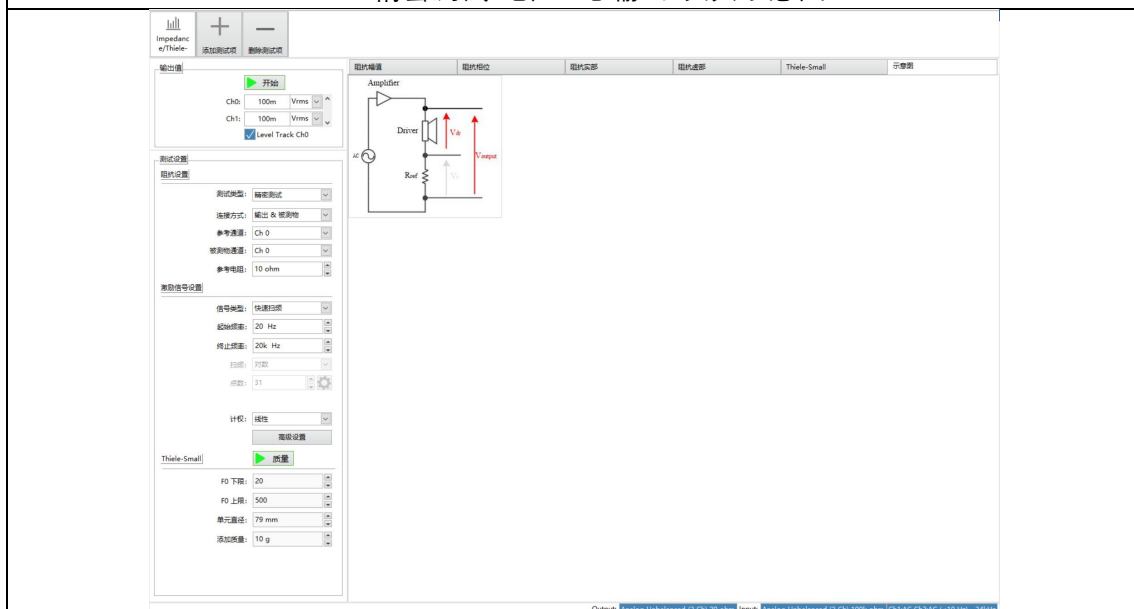 Impedanc
e/Thiele-
添加测试项
删除测试项
输出值
开始
Ch0: 100m Vrms
Ch1: 100m Vrms
Level Track Ch0
测试设置
阻抗设置
测试类型: 精密测试
连接方式: 输出 & 被测物
参考通道: Ch 0
被测物通道: Ch 0
参考电阻: 10 ohm
激励信号设置
信号类型: 快速扫频
起始频率: 20 Hz
终止频率: 20k Hz
扫频: 对数
点数: 31
计权: 线性
高级设置
Thiele-Small 质量
F0 下限: 20
F0 上限: 500
单元直径: 79 mm
添加质量: 10 g
阻抗幅值 阻抗相位 阻抗实部 阻抗虚部 Thiele-Small 示意图
Amplifier
Driver
AC
Voutput
Rref